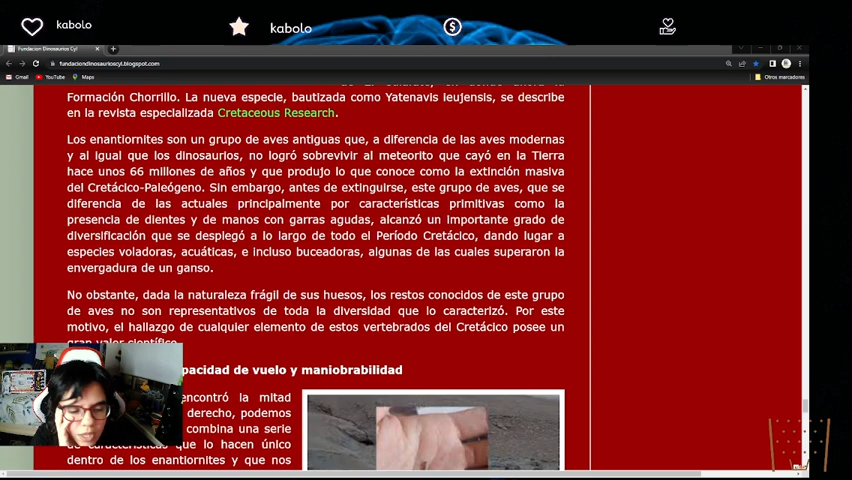 kabolo
kabolo
Fundacion Dinosaurios Cyl
fundaciondinosaurioscyl.blogspot.com
Gmail
YouTube
Maps
Otros marcadores
Formación Chorrillo. La nueva especie, bautizada como Yatenavis ieujensis, se describe
en la revista especializada Cretaceous Research.
Los enantiornites son un grupo de aves antiguas que, a diferencia de las aves modernas
y al igual que los dinosaurios, no logró sobrevivir al meteorito que cayó en la Tierra
hace unos 66 millones de años y que produjo lo que conoce como la extinción masiva
del Cretácico-Paleógeno. Sin embargo, antes de extinguirse, este grupo de aves, que se
diferencia de las actuales principalmente por características primitivas como la
presencia de dientes y de manos con garras agudas, alcanzó un importante grado de
diversificación que se desplegó a lo largo de todo el Período Cretácico, dando lugar a
especies voladoras, acuáticas, e incluso buceadoras, algunas de las cuales superaron la
envergadura de un ganso.
No obstante, dada la naturaleza frágil de sus huesos, los restos conocidos de este grupo
de aves no son representativos de toda la diversidad que lo caracterizó. Por este
motivo, el hallazgo de cualquier elemento de estos vertebrados del Cretácico posee un
gran valor científico.
pacidad de vuelo y maniobrabilidad
encontró la mitad
derecho, podemos
combina una serie
de características que lo hacen único
dentro de los enantiornites y que nos